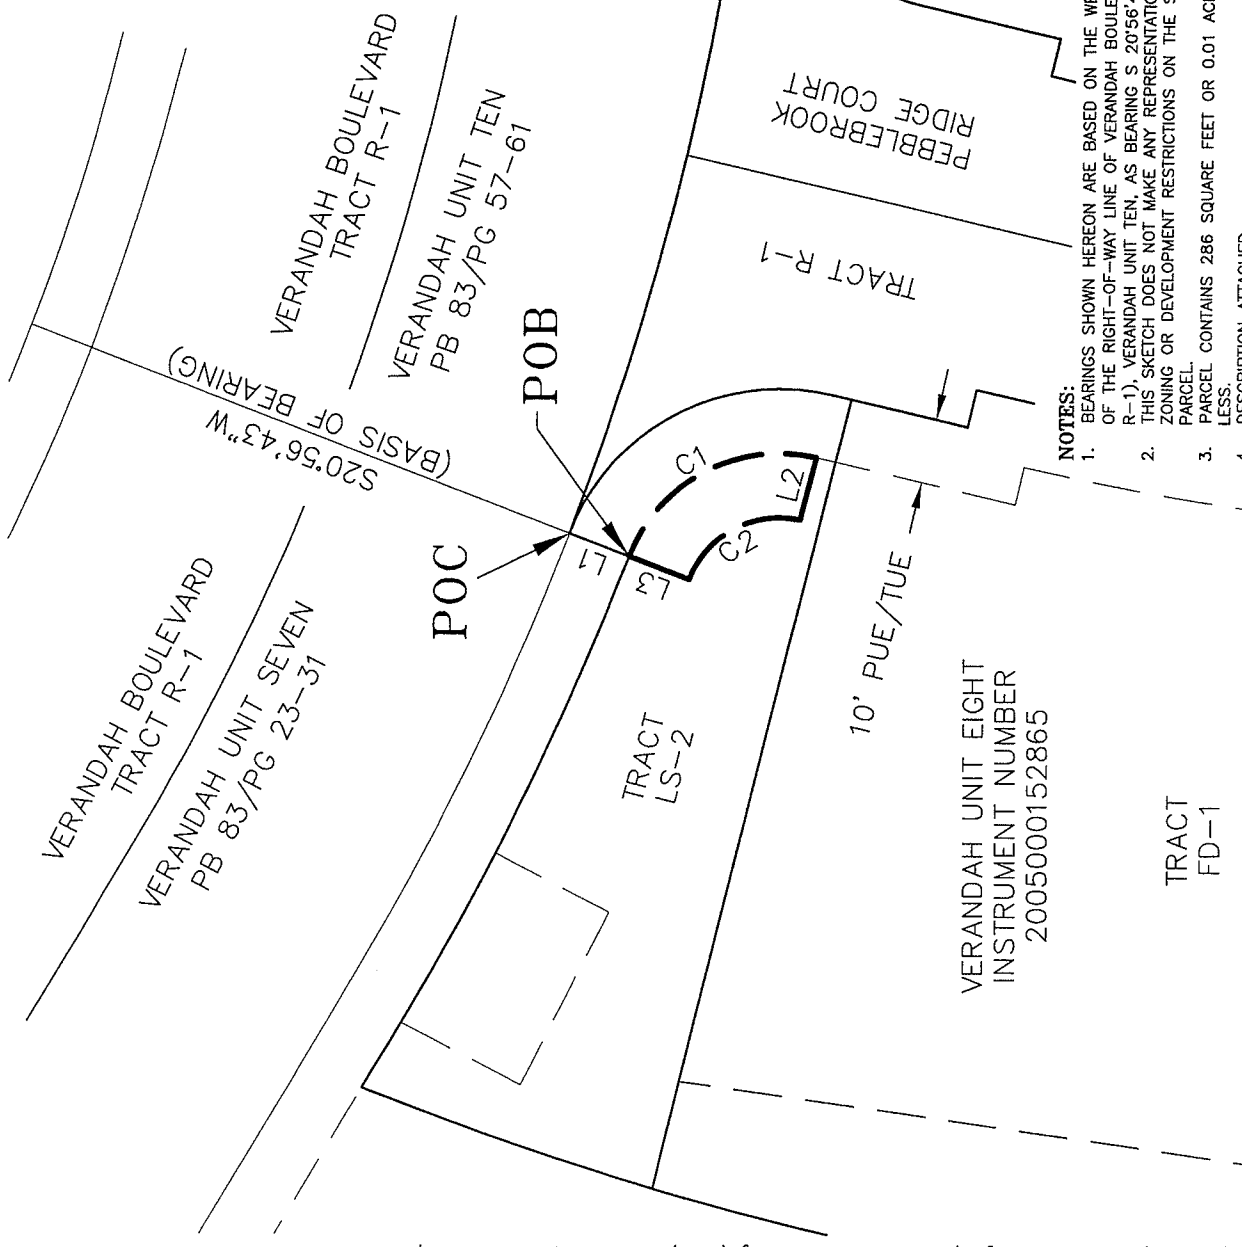 VERANDAH BOULEVARD
TRACT R-1
VERANDAH UNIT TEN
PB 83/PG 57-61
VERANDAH BOULEVARD
TRACT R-1
VERANDAH UNIT SEVEN
PB 83/PG 23-31
S20°56'43"W
(BASIS OF BEARING)
POC
POB
L1
L3
C1
C2
L2
PEBBLEBROOK
RIDGE COURT
TRACT R-1
TRACT
LS-2
10' PUE/TUE
VERANDAH UNIT EIGHT
INSTRUMENT NUMBER
2005000152865
TRACT
FD-1
NOTES:
1. BEARINGS SHOWN HEREON ARE BASED ON THE
OF THE RIGHT-OF-WAY LINE OF VERANDAH
R-1), VERANDAH UNIT TEN, AS BEARING S 20°56'
2. THIS SKETCH DOES NOT MAKE ANY
ZONING OR DEVELOPMENT RESTRICTIONS ON THE
PARCEL.
3. PARCEL CONTAINS 286 SQUARE FEET OR 0.01
LESS.
4. DESCRIPTION ATTACHED